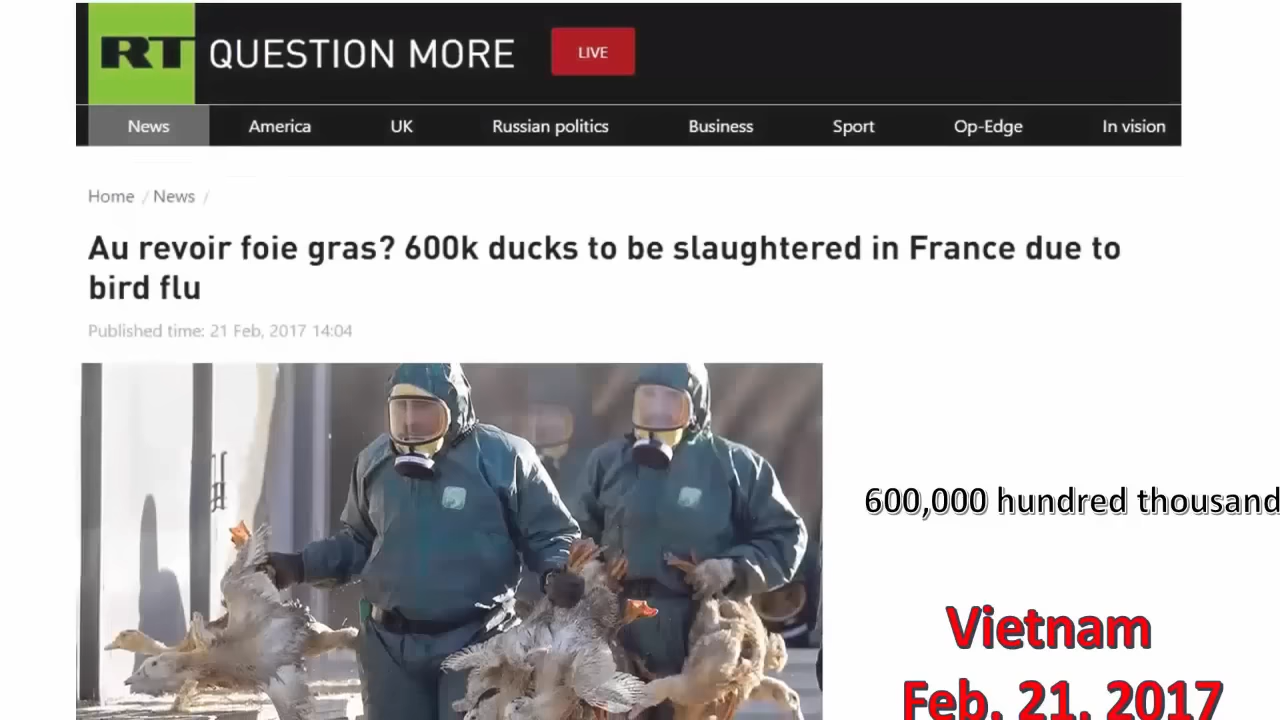 RT QUESTION MORE LIVE
News America UK Russian politics Business Sport Op-Edge In vision
Home / News /
Au revoir foie gras? 600k ducks to be slaughtered in France due to
bird flu
Published time: 21 Feb, 2017 14:04
600,000 hundred thousand
Vietnam
Feb. 21, 2017